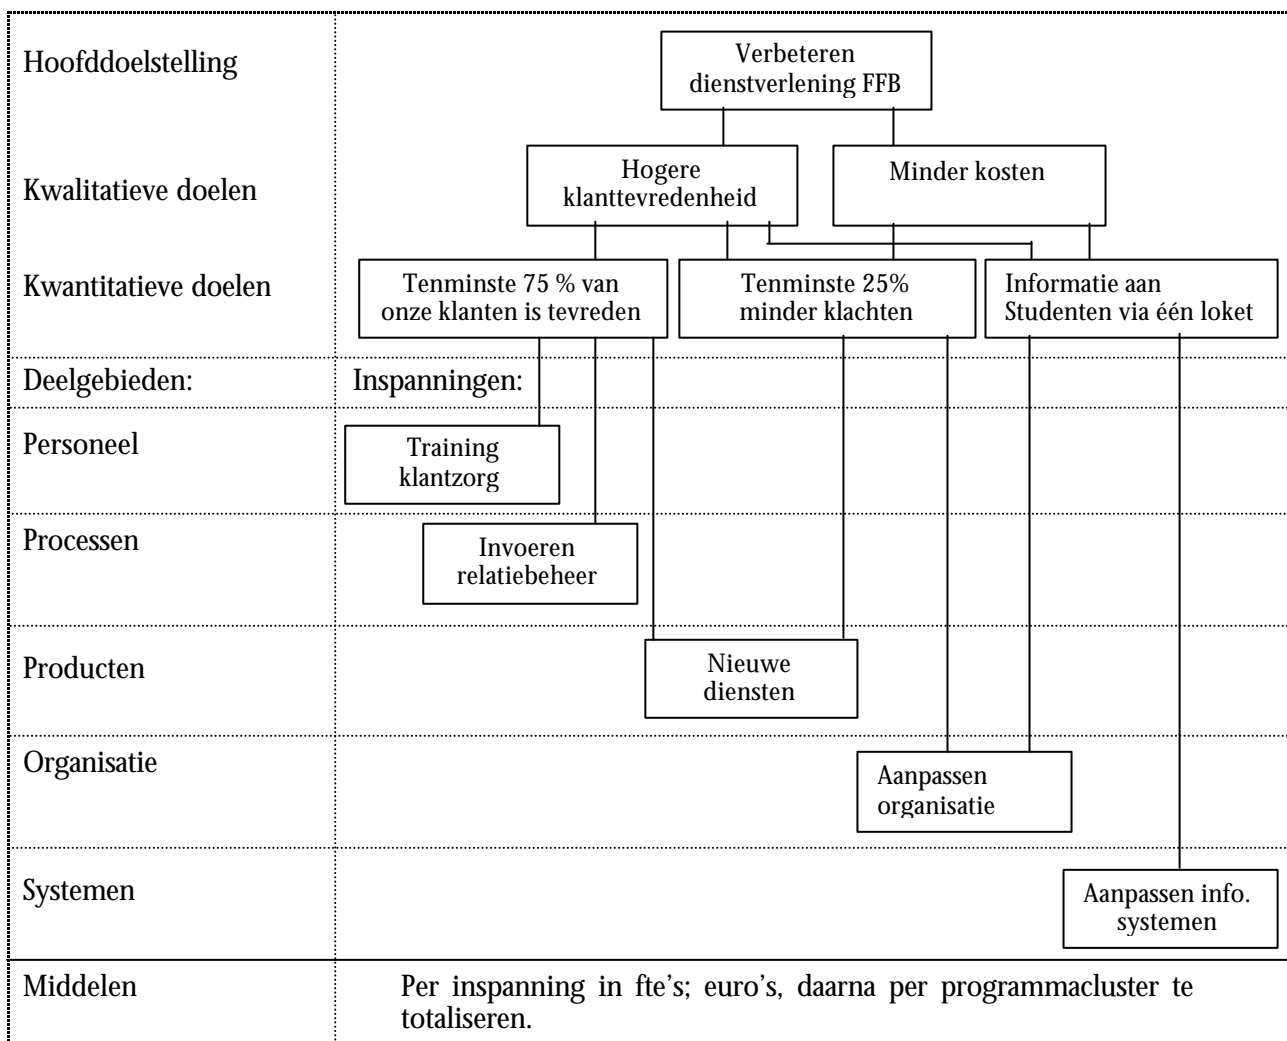 Hoofddoelstelling
Verbeteren
dienstverlening FFB
Kwalitatieve doelen
Hogere
klanttevredenheid
Minder kosten
Kwantitatieve doelen
Tenminste 75 % van
onze klanten is tevreden
Tenminste 25%
minder klachten
Informatie aan
Studenten via één loket
Deelgebieden:
Inspanningen:
Personeel
Training
klantzorg
Processen
Invoeren
relatiebeheer
Producten
Nieuwe
diensten
Organisatie
Aanpassen
organisatie
Systemen
Aanpassen info.
systemen
Middelen
Per inspanning in fte's; euro's, daarna per programmacluster te
totaliseren.